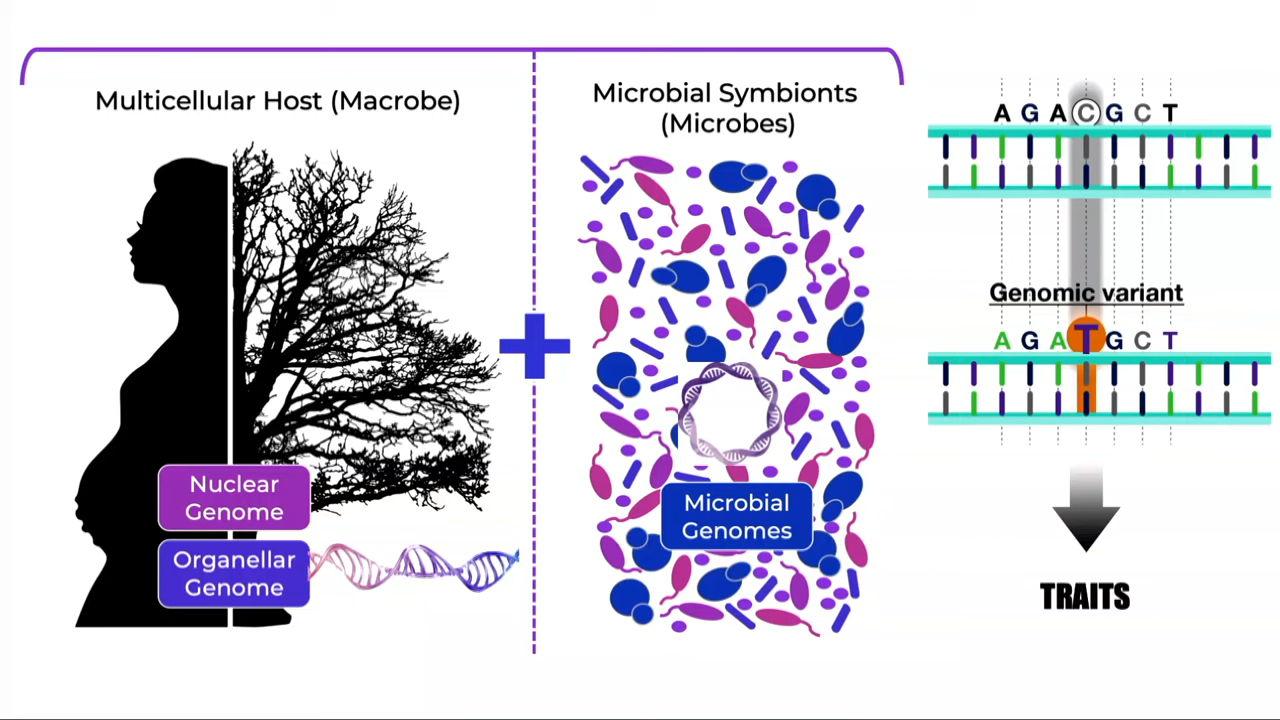 Multicellular Host (Macrobe)
Nuclear
Genome
Organellar
Genome
Microbial Symbionts
(Microbes)
Microbial
Genomes
A G A C G C T
Genomic variant
A G A T G C T
TRAITS